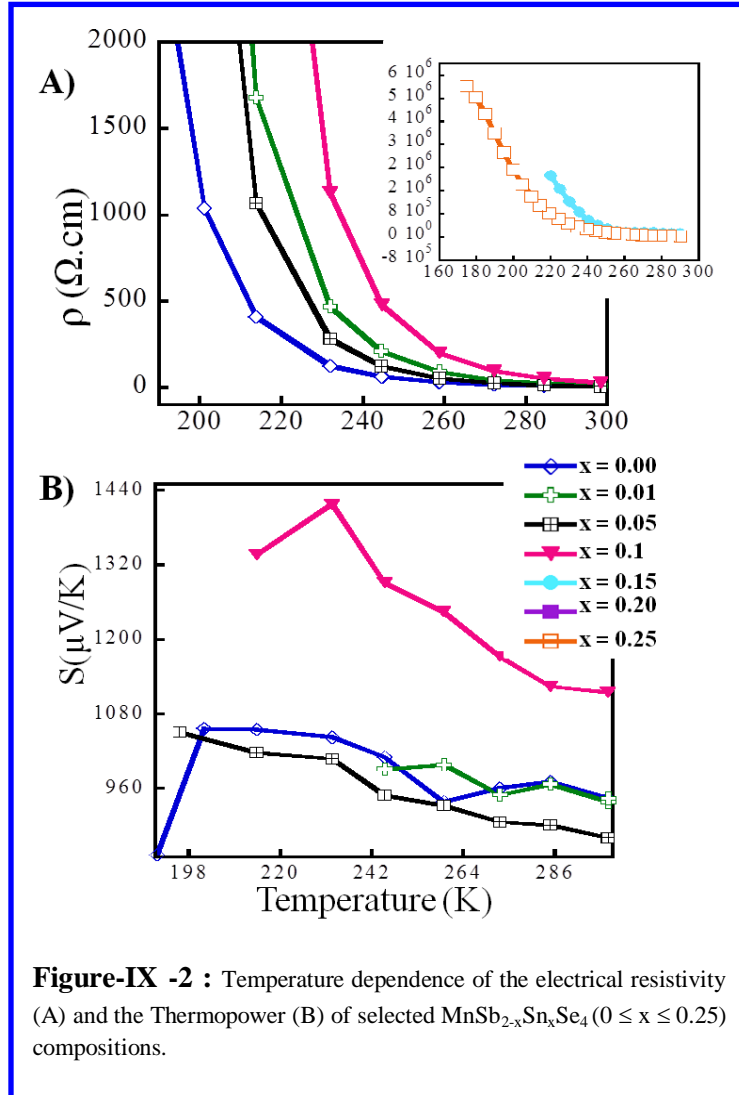 A)
ρ (Ω.cm)
2000
1500
1000
500
0
200 220 240 260 280 300
6 10⁶
5 10⁶
4 10⁶
3 10⁶
2 10⁶
2 10⁶
8 10⁵
0 10⁰
-8 10⁵
160 180 200 220 240 260 280 300
B)
S(µV/K)
1440
1320
1200
1080
960
198 220 242 264 286
Temperature (K)
x = 0.00
x = 0.01
x = 0.05
x = 0.1
x = 0.15
x = 0.20
x = 0.25
Figure-IX -2 : Temperature dependence of the electrical resistivity
(A) and the Thermopower (B) of selected MnSb₂₋ₓSnₓSe₄ (0 ≤ x ≤ 0.25)
compositions.